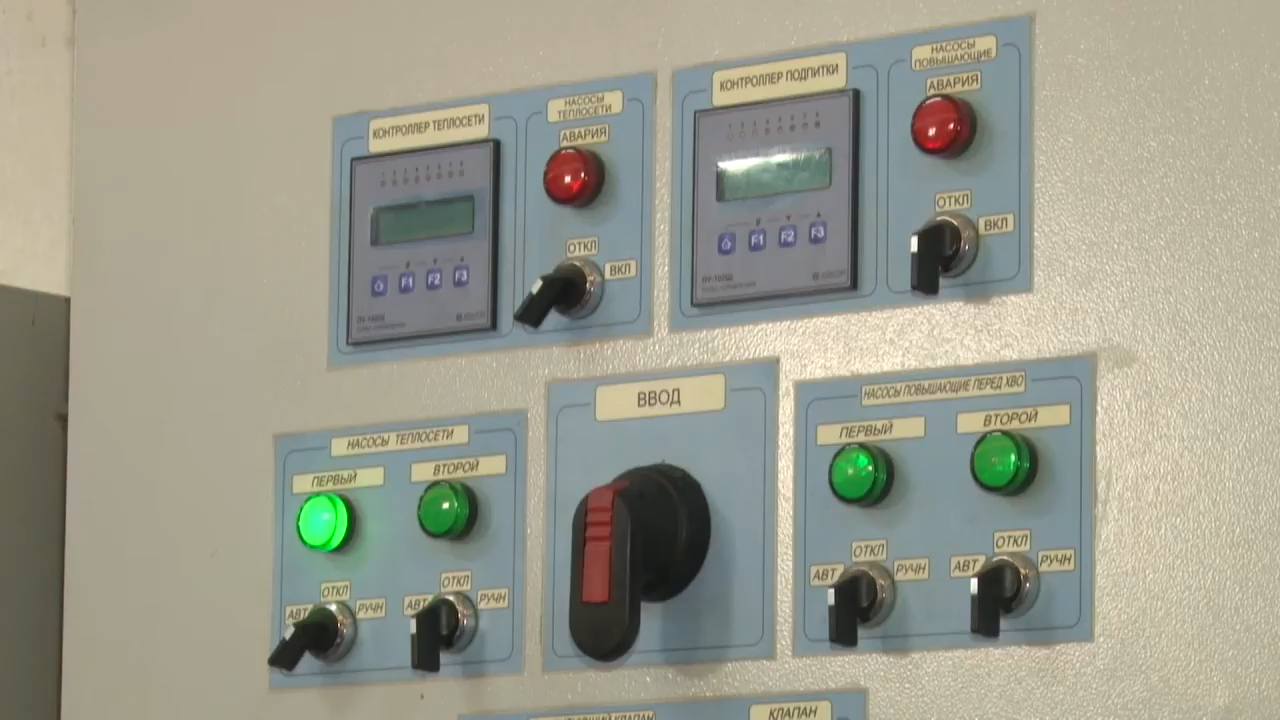 КОНТРОЛЛЕР ТЕПЛОСЕТИ
НАСОСЫ
ТЕПЛОСЕТИ
АВАРИЯ
ОТКЛ
ВКЛ
F1 F2 F3
КОНТРОЛЛЕР ПОДПИТКИ
НАСОСЫ
ПОВЫШАЮЩИЕ
АВАРИЯ
ОТКЛ
ВКЛ
F1 F2 F3
НАСОСЫ ТЕПЛОСЕТИ
ПЕРВЫЙ
ВТОРОЙ
АВТ
ОТКЛ
РУЧН
АВТ
ОТКЛ
РУЧН
ВВОД
НАСОСЫ ПОВЫШАЮЩИЕ ПЕРЕД ХВО
ПЕРВЫЙ
ВТОРОЙ
АВТ
ОТКЛ
РУЧН
АВТ
ОТКЛ
РУЧН
КЛАПАН
КЛАПАН